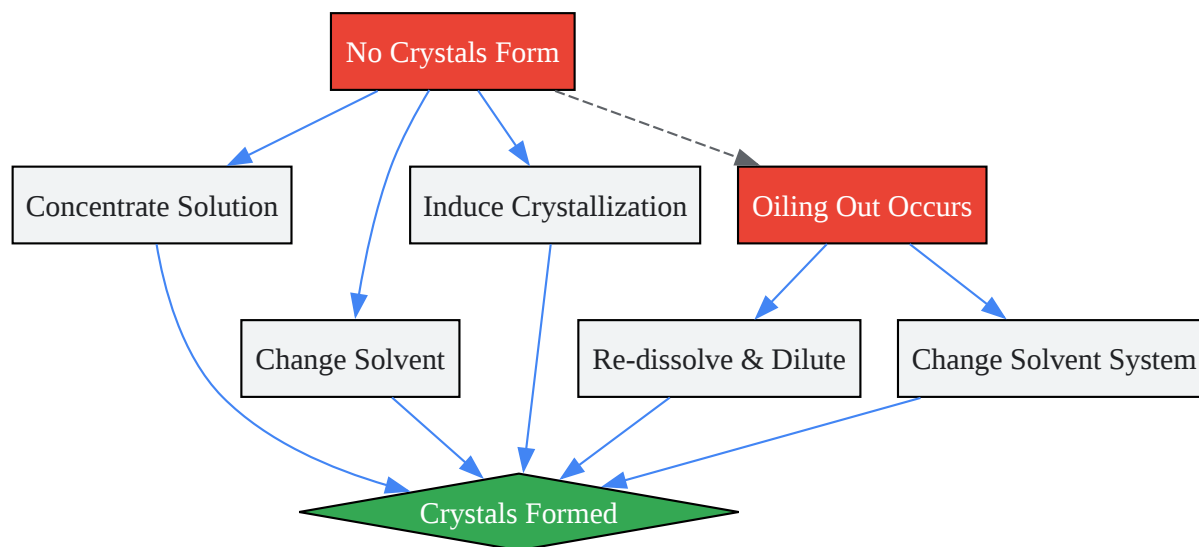 No Crystals Form
Concentrate Solution
Induce Crystallization
Oiling Out Occurs
Change Solvent
Re-dissolve & Dilute
Change Solvent System
Crystals Formed